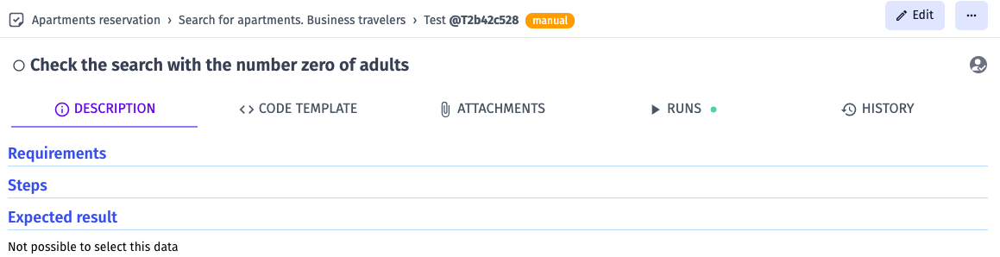 Apartments reservation › Search for apartments. Business travelers › Test @T2b42c528 manual Edit ...
Check the search with the number zero of adults
DESCRIPTION CODE TEMPLATE ATTACHMENTS RUNS HISTORY
Requirements
Steps
Expected result
Not possible to select this data